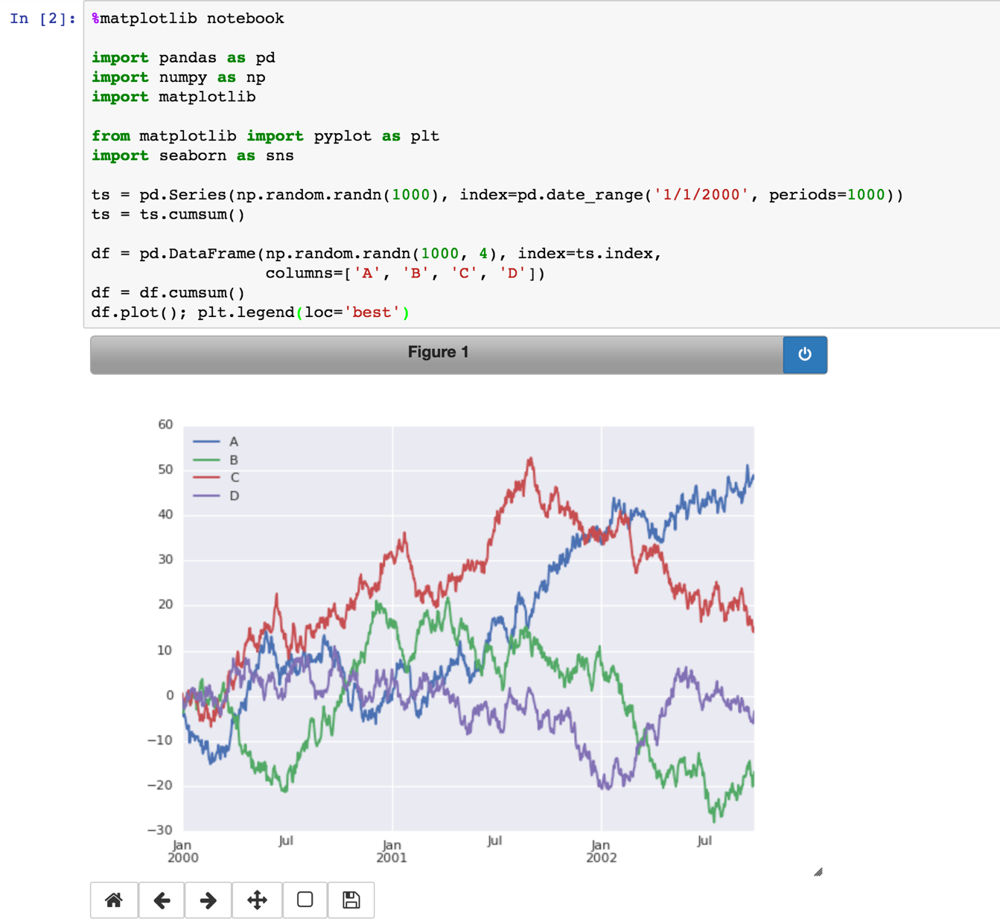 In [2]: %matplotlib notebook
import pandas as pd
import numpy as np
import matplotlib
from matplotlib import pyplot as plt
import seaborn as sns
ts = pd.Series(np.random.randn(1000), index=pd.date_range('1/1/2000', periods=1000))
ts = ts.cumsum()
df = pd.DataFrame(np.random.randn(1000, 4), index=ts.index,
columns=['A', 'B', 'C', 'D'])
df = df.cumsum()
df.plot(); plt.legend(loc='best')
Figure 1
60
50
40
30
20
10
0
−10
−20
−30
A
B
C
D
Jan Jul Jan Jul Jan Jul
2000 2001 2002